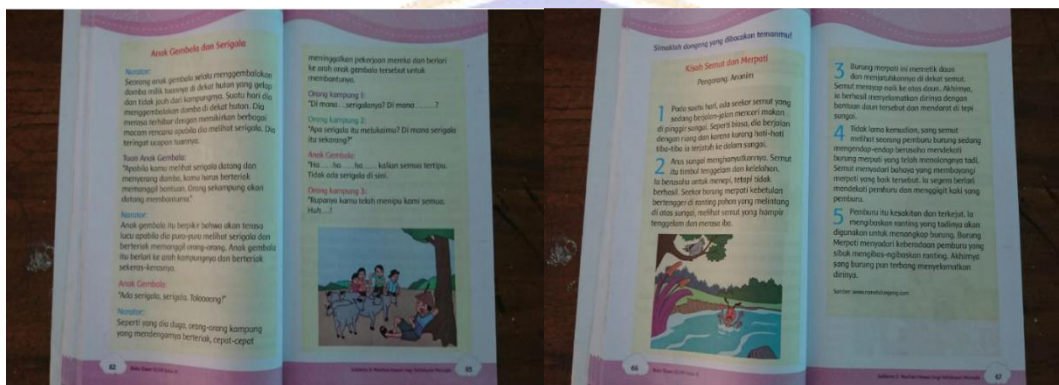 Anak Gembala dan Serigala
Narator:
Seorang anak gembala selalu menggembalakan
domba milik tuannya di dekat hutan yang gelap
dan tidak jauh dari kampungnya. Suatu hari dia
menggembalakan domba di dekat hutan. Dia
merasa terhibur dengan memikirkan berbagai
macam rencana apabila dia melihat serigala. Dia
teringat ucapan tuannya.
Tuan Anak Gembala:
"Apabila kamu melihat serigala datang dan
menyerang domba, kamu harus berteriak
memanggil bantuan. Orang sekampung akan
datang membantumu."
Narator:
Anak gembala itu berpikir bahwa akan terasa
lucu apabila dia pura-pura melihat serigala dan
berteriak memanggil orang-orang. Anak gembala
itu berlari ke arah kampungnya dan berteriak
sekeras-kerasnya.
Anak Gembala:
"Ada serigala, serigala. Tolooong!"
Narator:
Seperti yang dia duga, orang-orang kampung
yang mendengarnya berteriak, cepat-cepat
meninggalkan pekerjaan mereka dan berlari
ke arah anak gembala tersebut untuk
membantunya.
Orang kampung 1:
"Di mana...serigalanya? Di mana ........?
Orang kampung 2:
"Apa serigala itu melukaimu? Di mana serigala
itu sekarang?"
Anak Gembala:
"Ha ..... ha ..... ha ..... kalian semua tertipu.
Tidak ada serigala di sini.
Orang kampung 3:
"Rupanya kamu telah menipu kami semua.
Huh....!
Simaklah dongeng yang dibacakan temanmu!
Kisah Semut dan Merpati
Pengarang: Anonim
1 Pada suatu hari, ada seekor semut yang
sedang berjalan-jalan mencari makan
di pinggir sungai. Seperti biasa, dia berjalan
dengan riang dan karena kurang hati-hati
tiba-tiba ia terjatuh ke dalam sungai.
2 Arus sungai menghanyutkannya. Semut
itu timbul tenggelam dan kelelahan.
Ia berusaha untuk menepi, tetapi tidak
berhasil. Seekor burung merpati kebetulan
bertengger di ranting pohon yang melintang
di atas sungai, melihat semut yang hampir
tenggelam dan merasa iba.
66
3 Burung merpati ini memetik daun
dan menjatuhkannya di dekat semut.
Semut merayap naik ke atas daun. Akhirnya,
ia berhasil menyelamatkan dirinya dengan
bantuan daun tersebut dan mendarat di tepi
sungai.
4 Tidak lama kemudian, sang semut
melihat seorang pemburu burung sedang
mengendap-endap berusaha mendekati
burung merpati yang telah menolongnya tadi.
Semut menyadari bahaya yang membayangi
merpati yang baik tersebut. Ia segera berlari
mendekati pemburu dan menggigit kaki sang
pemburu.
5 Pemburu itu kesakitan dan terkejut. Ia
mengibaskan ranting yang tadinya akan
digunakan untuk menangkap burung. Burung
Merpati menyadari keberadaan pemburu yang
sibuk mengibas-ngibaskan ranting. Akhirnya,
sang burung pun terbang menyelamatkan
dirinya.
67